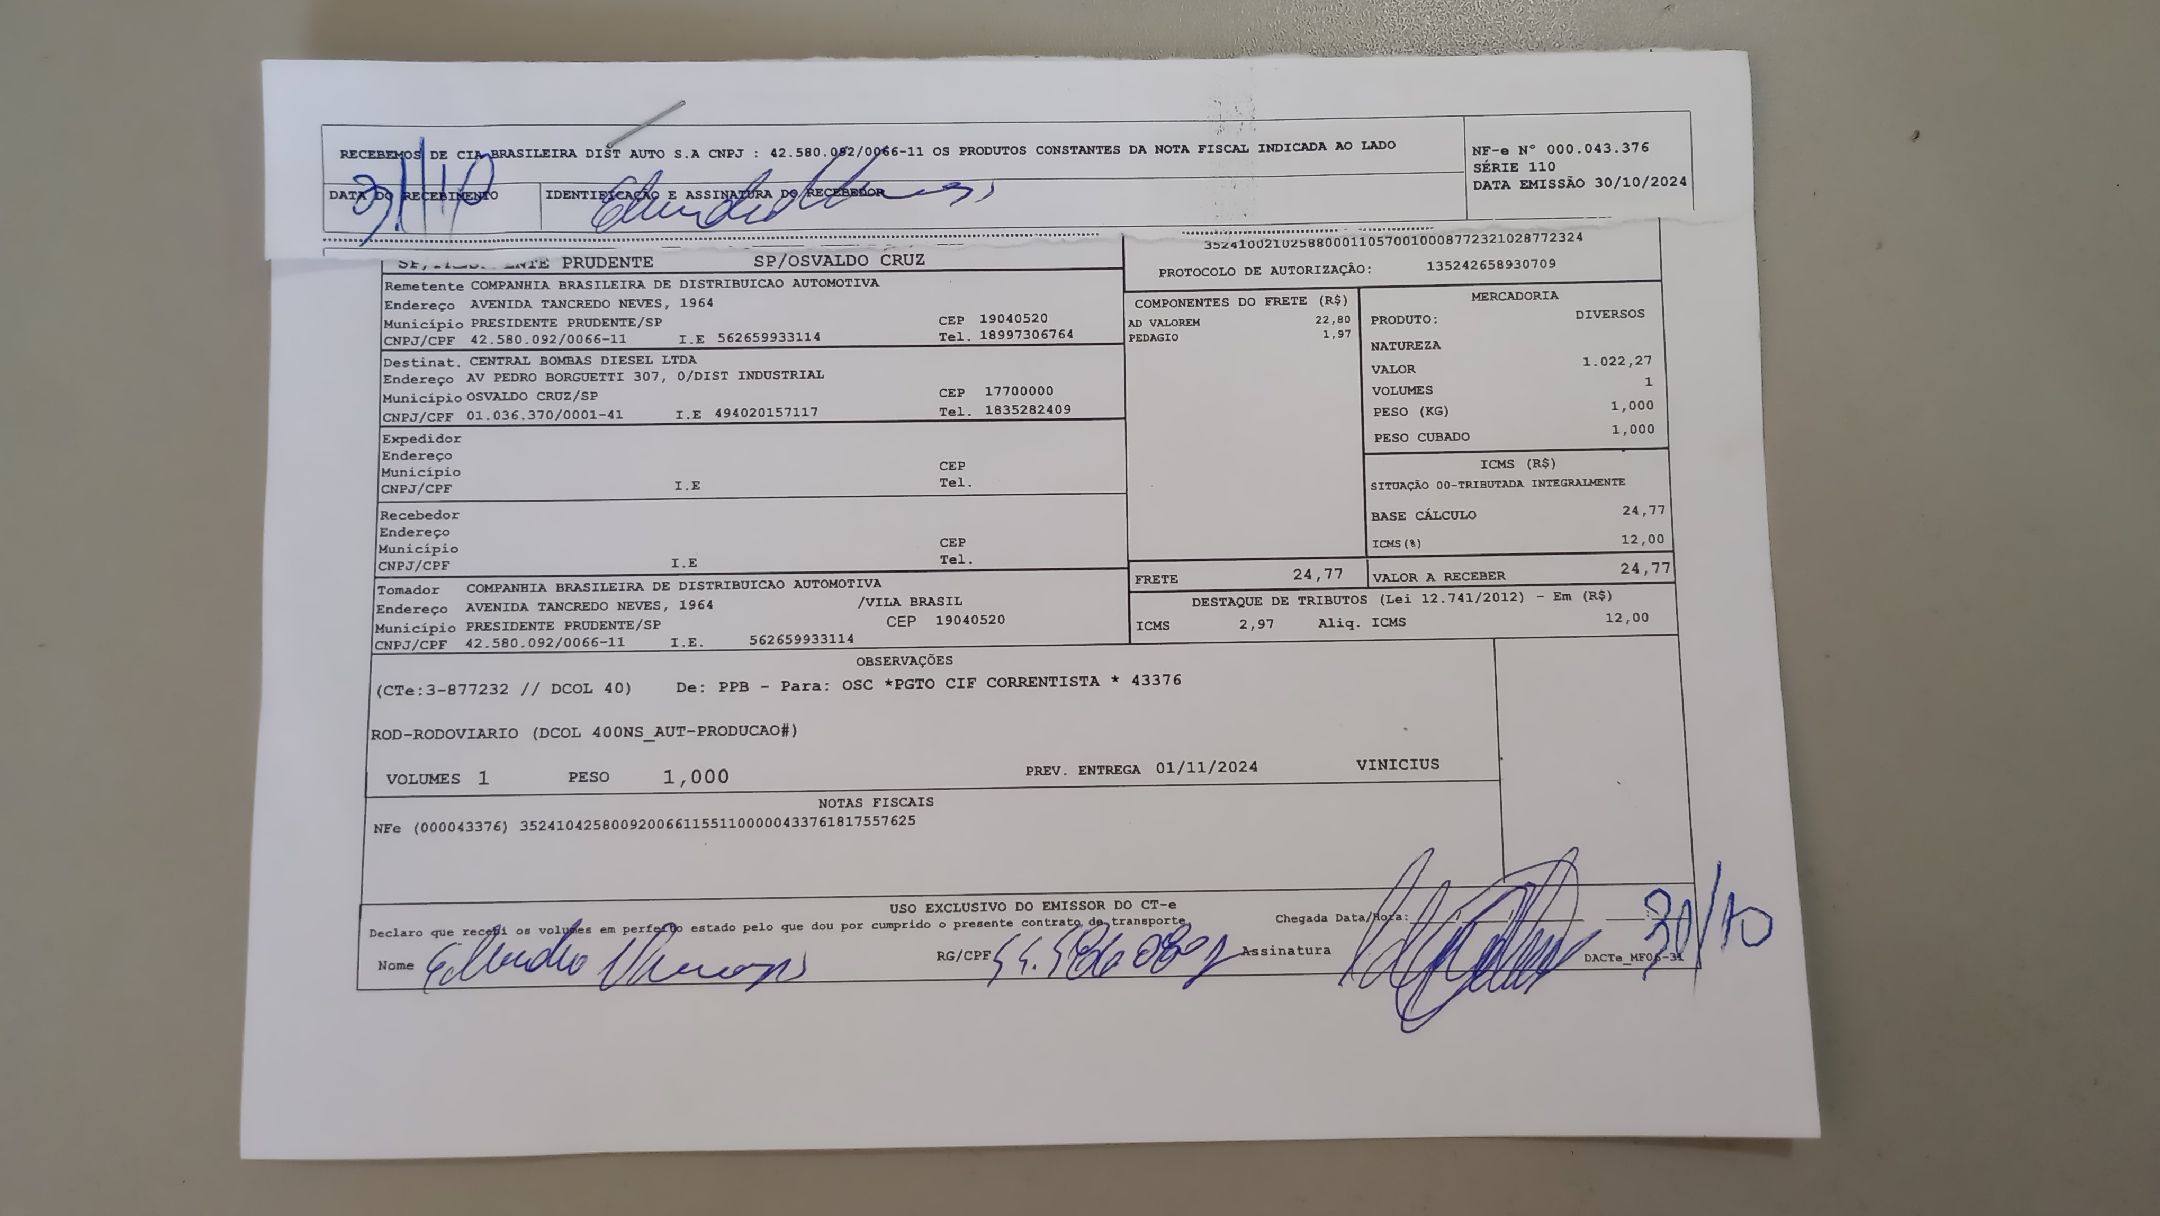 RECEBEMOS DE CIA BRASILEIRA DIST AUTO S.A CNPJ : 42.580.092/0066-11 OS PRODUTOS CONSTANTES DA NOTA FISCAL INDICADA AO LADO
NF-e Nº 000.043.376
SÉRIE 110
DATA EMISSÃO 30/10/2024
DATA DO RECEBIMENTO
31/10
IDENTIFICAÇÃO E ASSINATURA DO RECEBEDOR
PRUDENTE SP/OSVALDO CRUZ
35241002102588000110570010008772321028772324
PROTOCOLO DE AUTORIZAÇÃO: 135242658930709
Remetente COMPANHIA BRASILEIRA DE DISTRIBUICAO AUTOMOTIVA
Endereço AVENIDA TANCREDO NEVES, 1964
Município PRESIDENTE PRUDENTE/SP CEP 19040520
CNPJ/CPF 42.580.092/0066-11 I.E 562659933114 Tel. 18997306764
Destinat. CENTRAL BOMBAS DIESEL LTDA
Endereço AV PEDRO BORGUETTI 307, 0/DIST INDUSTRIAL
Município OSVALDO CRUZ/SP CEP 17700000
CNPJ/CPF 01.036.370/0001-41 I.E 494020157117 Tel. 1835282409
Expedidor
Endereço
Município CEP
CNPJ/CPF I.E Tel.
Recebedor
Endereço
Município CEP
CNPJ/CPF I.E Tel.
Tomador COMPANHIA BRASILEIRA DE DISTRIBUICAO AUTOMOTIVA
Endereço AVENIDA TANCREDO NEVES, 1964 /VILA BRASIL
Município PRESIDENTE PRUDENTE/SP CEP 19040520
CNPJ/CPF 42.580.092/0066-11 I.E. 562659933114
COMPONENTES DO FRETE (R$)
AD VALOREM 22,80
PEDAGIO 1,97
MERCADORIA
PRODUTO: DIVERSOS
NATUREZA
VALOR 1.022,27
VOLUMES 1
PESO (KG) 1,000
PESO CUBADO 1,000
ICMS (R$)
SITUAÇÃO 00-TRIBUTADA INTEGRALMENTE
BASE CÁLCULO 24,77
ICMS(%) 12,00
FRETE 24,77 VALOR A RECEBER 24,77
DESTAQUE DE TRIBUTOS (Lei 12.741/2012) - Em (R$)
ICMS 2,97 Aliq. ICMS 12,00
OBSERVAÇÕES
(CTe:3-877232 // DCOL 40) De: PPB - Para: OSC *PGTO CIF CORRENTISTA * 43376
ROD-RODOVIARIO (DCOL 400NS_AUT-PRODUCAO#)
VOLUMES 1 PESO 1,000 PREV. ENTREGA 01/11/2024 VINICIUS
NOTAS FISCAIS
NFe (000043376) 35241042580092006611551100000433761817557625
USO EXCLUSIVO DO EMISSOR DO CT-e
Declaro que recebi os volumes em perfeito estado pelo que dou por cumprido o presente contrato de transporte.
Chegada Data/Hora:
30/10
Nome
RG/CPF
Assinatura
DACTe_MF06-31